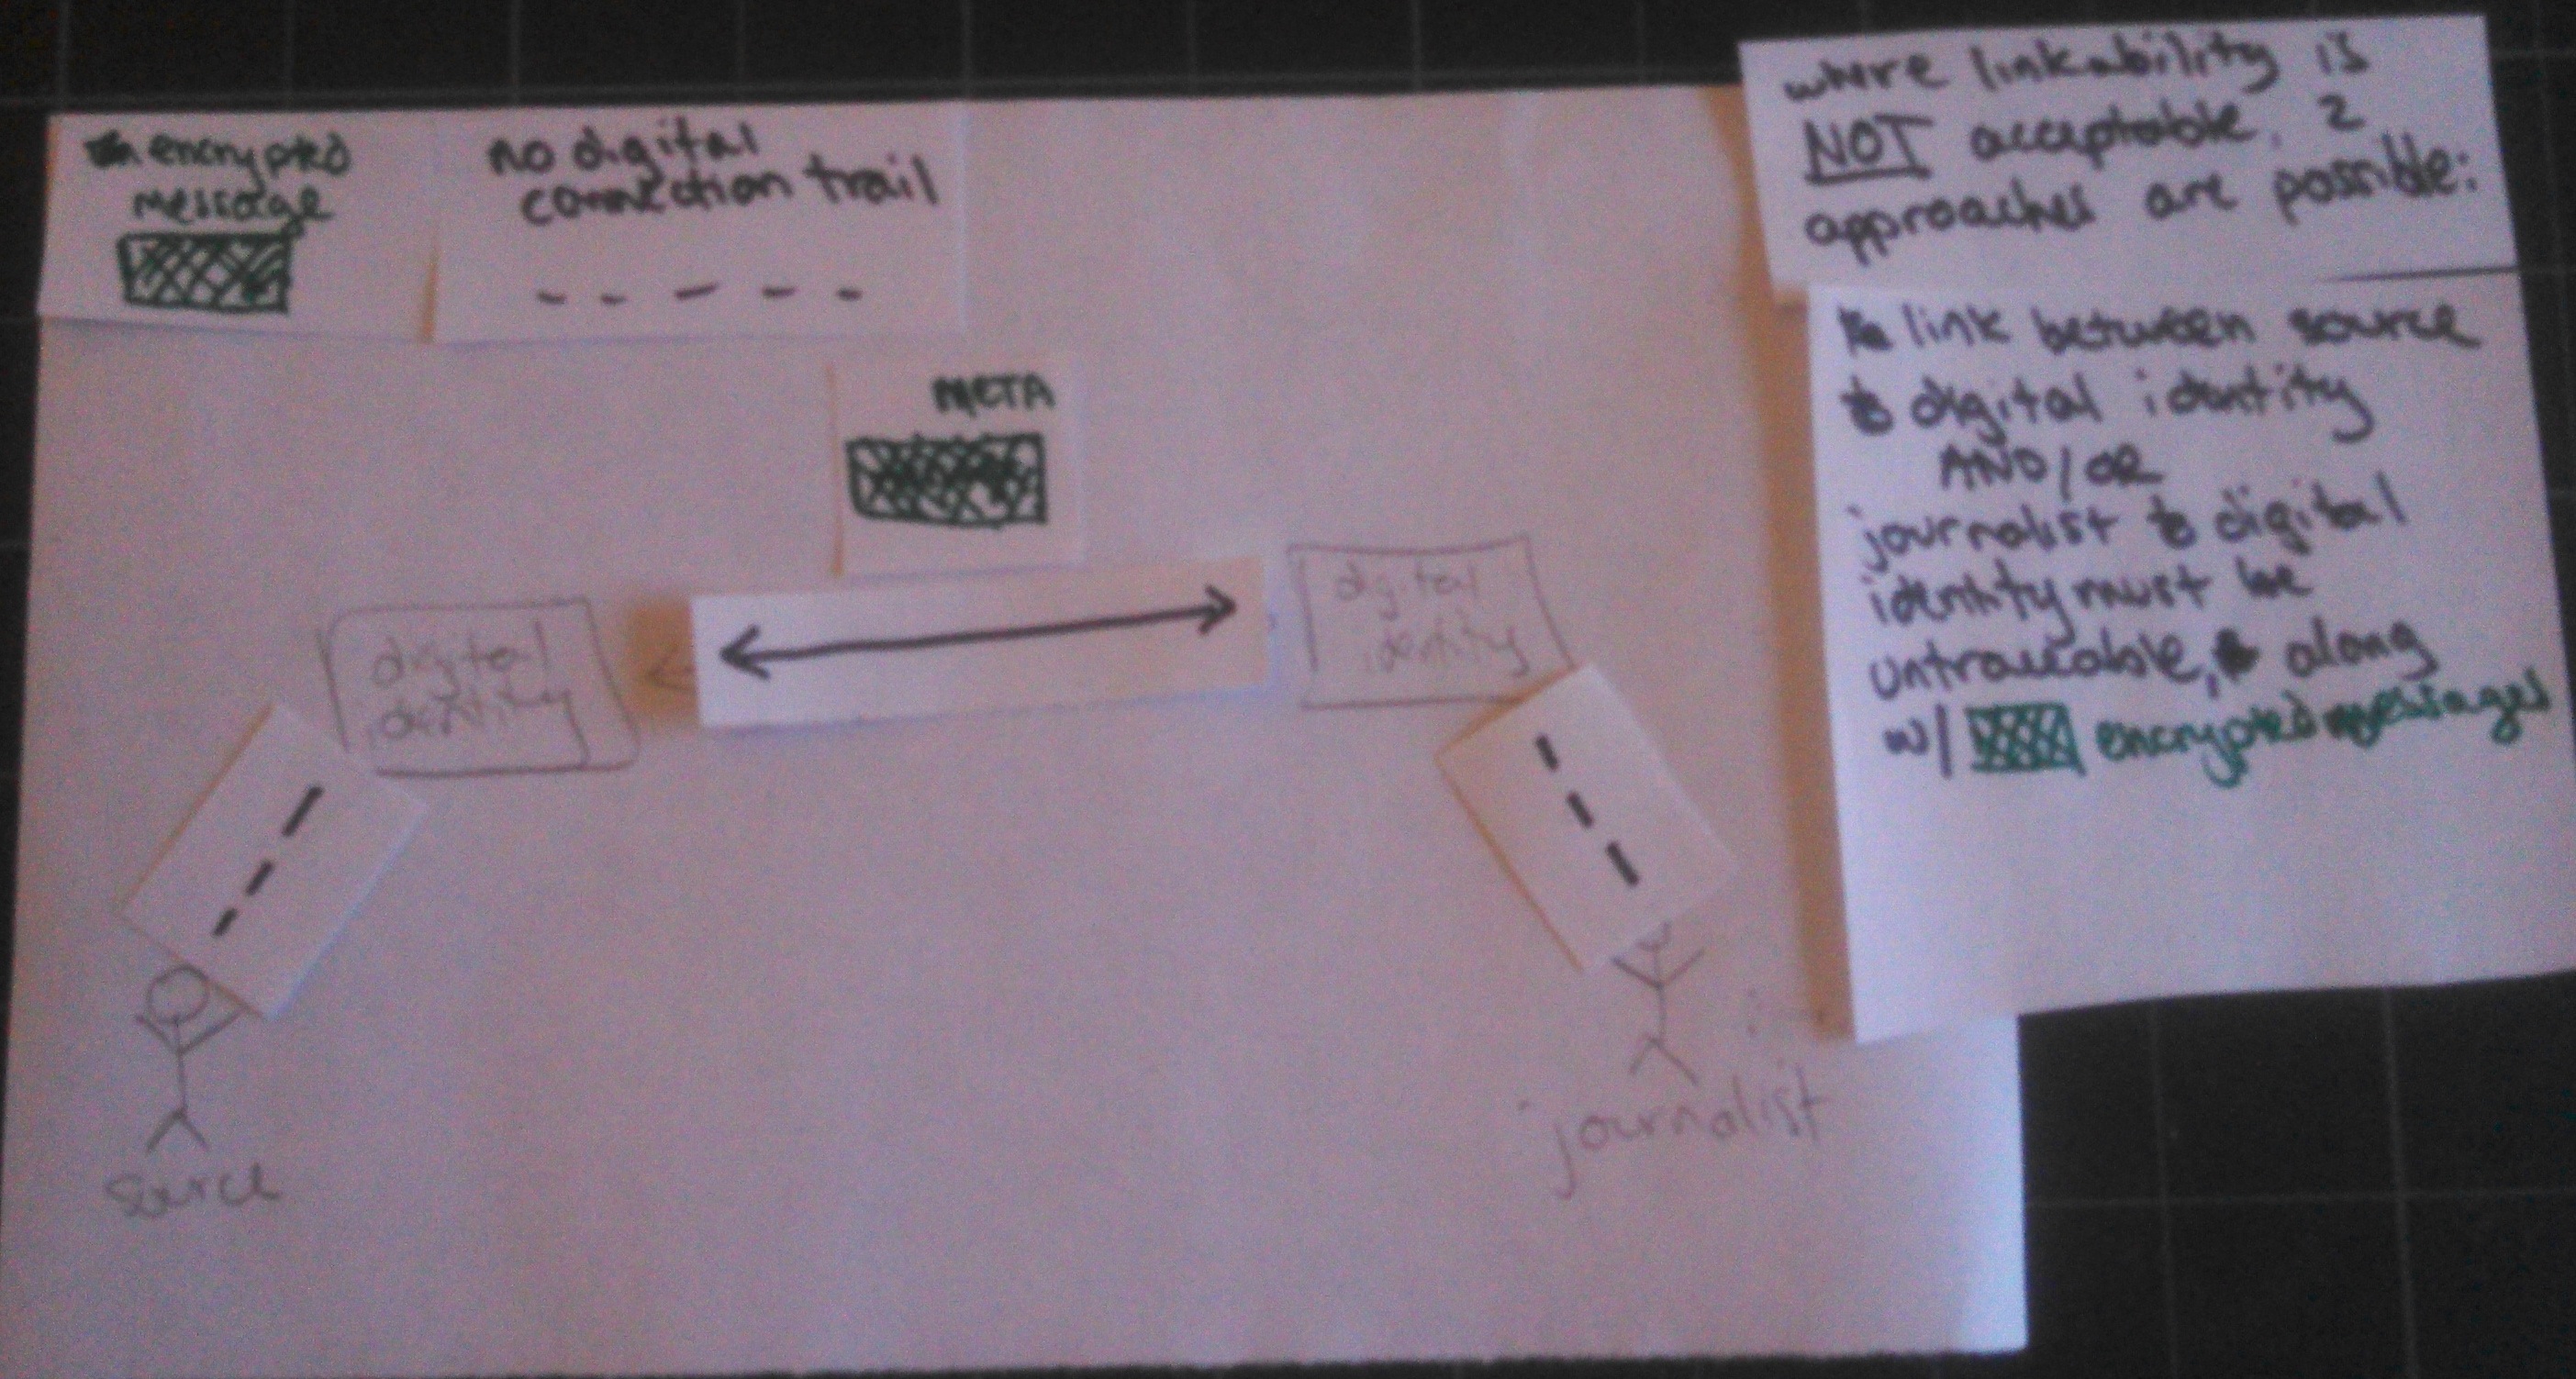 encrypted
message
no digital
connection trail
META
digital
identity
digital
identity
source
journalist
where linkability is
NOT acceptable, 2
approaches are possible:
link between source
to digital identity
AND/OR
journalist to digital
identity must be
untraceable, along
w/ encrypted messages